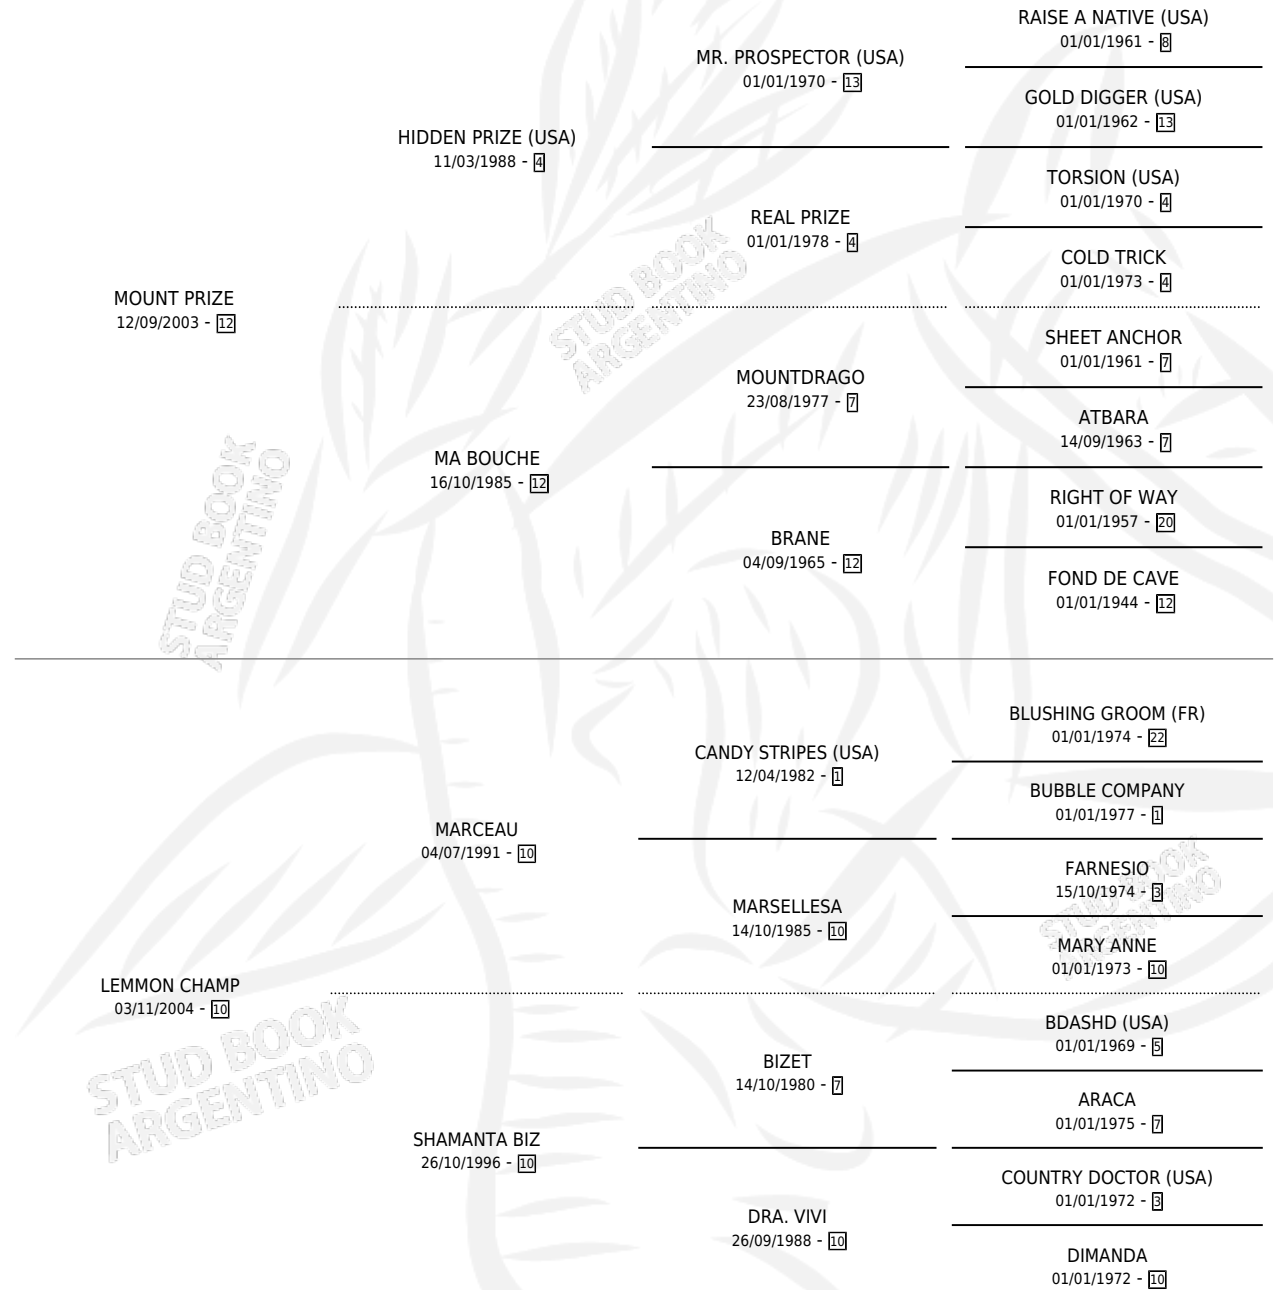 RAISE A NATIVE (USA)
01/01/1961 - 8
MR. PROSPECTOR (USA)
01/01/1970 - 13
GOLD DIGGER (USA)
01/01/1962 - 13
HIDDEN PRIZE (USA)
11/03/1988 - 4
TORSION (USA)
01/01/1970 - 4
REAL PRIZE
01/01/1978 - 4
COLD TRICK
01/01/1973 - 4
MOUNT PRIZE
12/09/2003 - 12
SHEET ANCHOR
01/01/1961 - 7
MOUNTDRAGO
23/08/1977 - 7
ATBARA
14/09/1963 - 7
MA BOUCHE
16/10/1985 - 12
RIGHT OF WAY
01/01/1957 - 20
BRANE
04/09/1965 - 12
FOND DE CAVE
01/01/1944 - 12
BLUSHING GROOM (FR)
01/01/1974 - 22
CANDY STRIPES (USA)
12/04/1982 - 1
BUBBLE COMPANY
01/01/1977 - 1
MARCEAU
04/07/1991 - 10
FARNESIO
15/10/1974 - 3
MARSELLESA
14/10/1985 - 10
MARY ANNE
01/01/1973 - 10
LEMMON CHAMP
03/11/2004 - 10
BDASHD (USA)
01/01/1969 - 5
BIZET
14/10/1980 - 7
ARACA
01/01/1975 - 7
SHAMANTA BIZ
26/10/1996 - 10
COUNTRY DOCTOR (USA)
01/01/1972 - 3
DRA. VIVI
26/09/1988 - 10
DIMANDA
01/01/1972 - 10
STUD BOOK
ARGENTINO
STUD BOOK
ARGENTINO
STUD BOOK
ARGENTINO
STUD BOOK
ARGENTINO